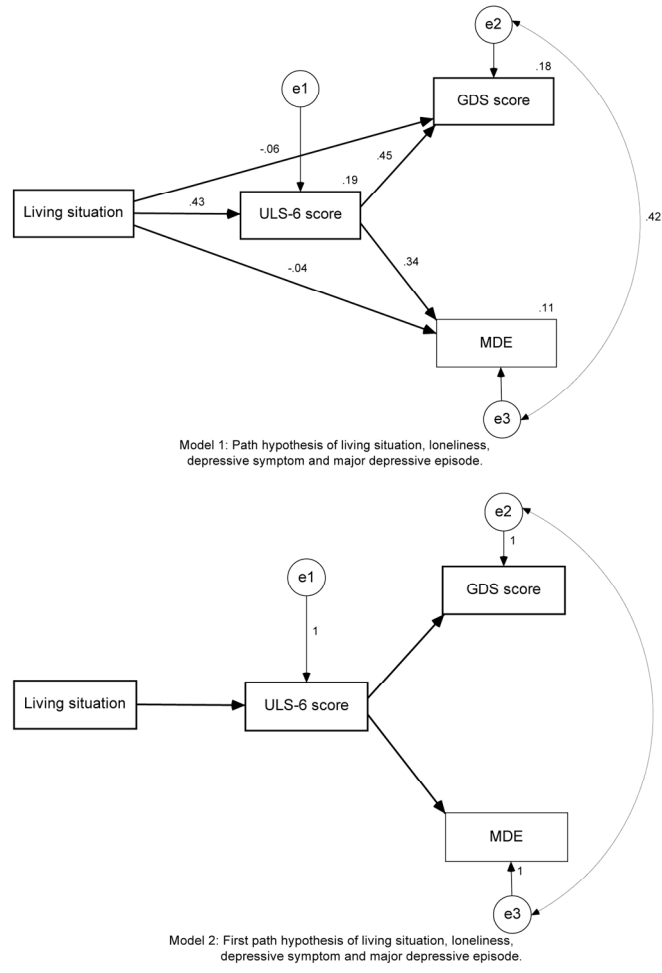 e2
.18
GDS score
e1
-.06
.45
.19
Living situation
.43
ULS-6 score
.42
.34
-.04
.11
MDE
e3
Model 1: Path hypothesis of living situation, loneliness,
depressive symptom and major depressive episode.
e2
1
GDS score
e1
1
Living situation
ULS-6 score
MDE
1
e3
Model 2: First path hypothesis of living situation, loneliness,
depressive symptom and major depressive episode.